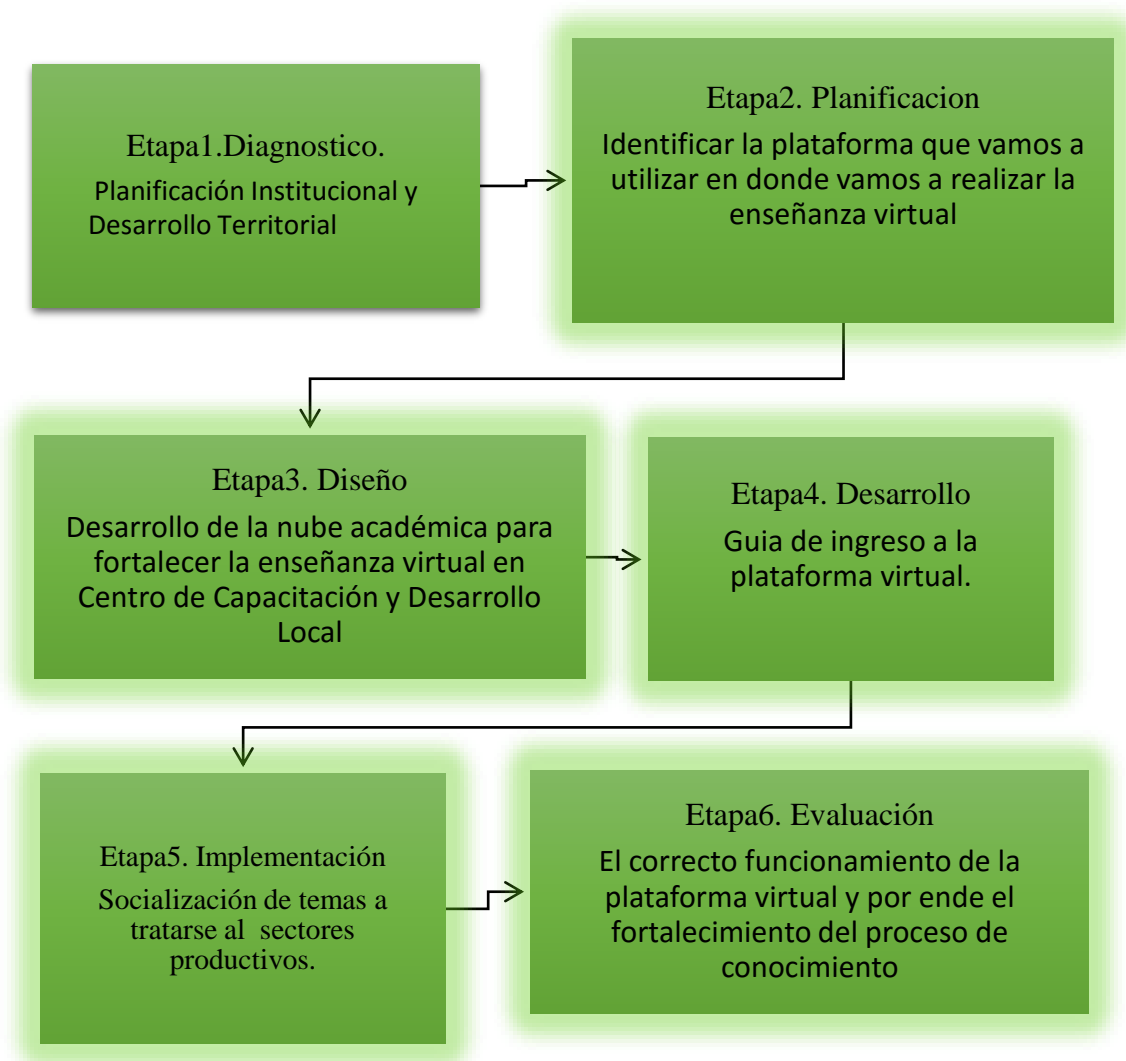 Etapa1.Diagnostico.
Planificación Institucional y
Desarrollo Territorial
Etapa2. Planificacion
Identificar la plataforma que vamos a
utilizar en donde vamos a realizar la
enseñanza virtual
Etapa3. Diseño
Desarrollo de la nube académica para
fortalecer la enseñanza virtual en
Centro de Capacitación y Desarrollo
Local
Etapa4. Desarrollo
Guia de ingreso a la
plataforma virtual.
Etapa5. Implementación
Socialización de temas a
tratarse al sectores
productivos.
Etapa6. Evaluación
El correcto funcionamiento de la
plataforma virtual y por ende el
fortalecimiento del proceso de
conocimiento